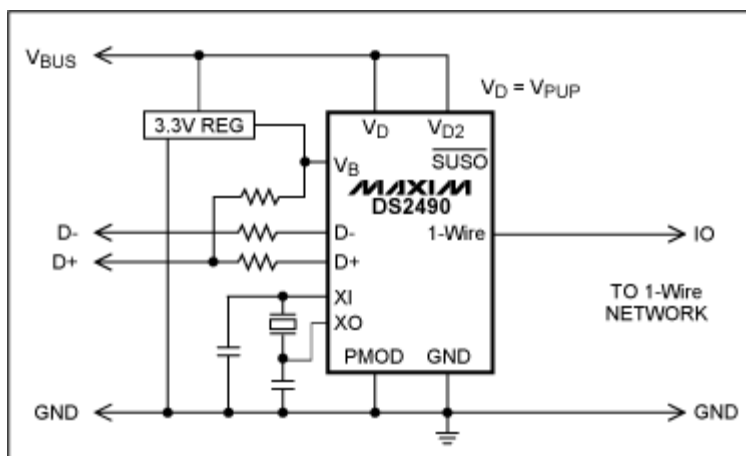 VBUS
VD = VPUP
3.3V REG
VD
VD2
SUSO
VB
MAXIM
DS2490
D-
D-
1-Wire
IO
D+
D+
XI
XO
TO 1-Wire
NETWORK
PMOD
GND
GND
GND